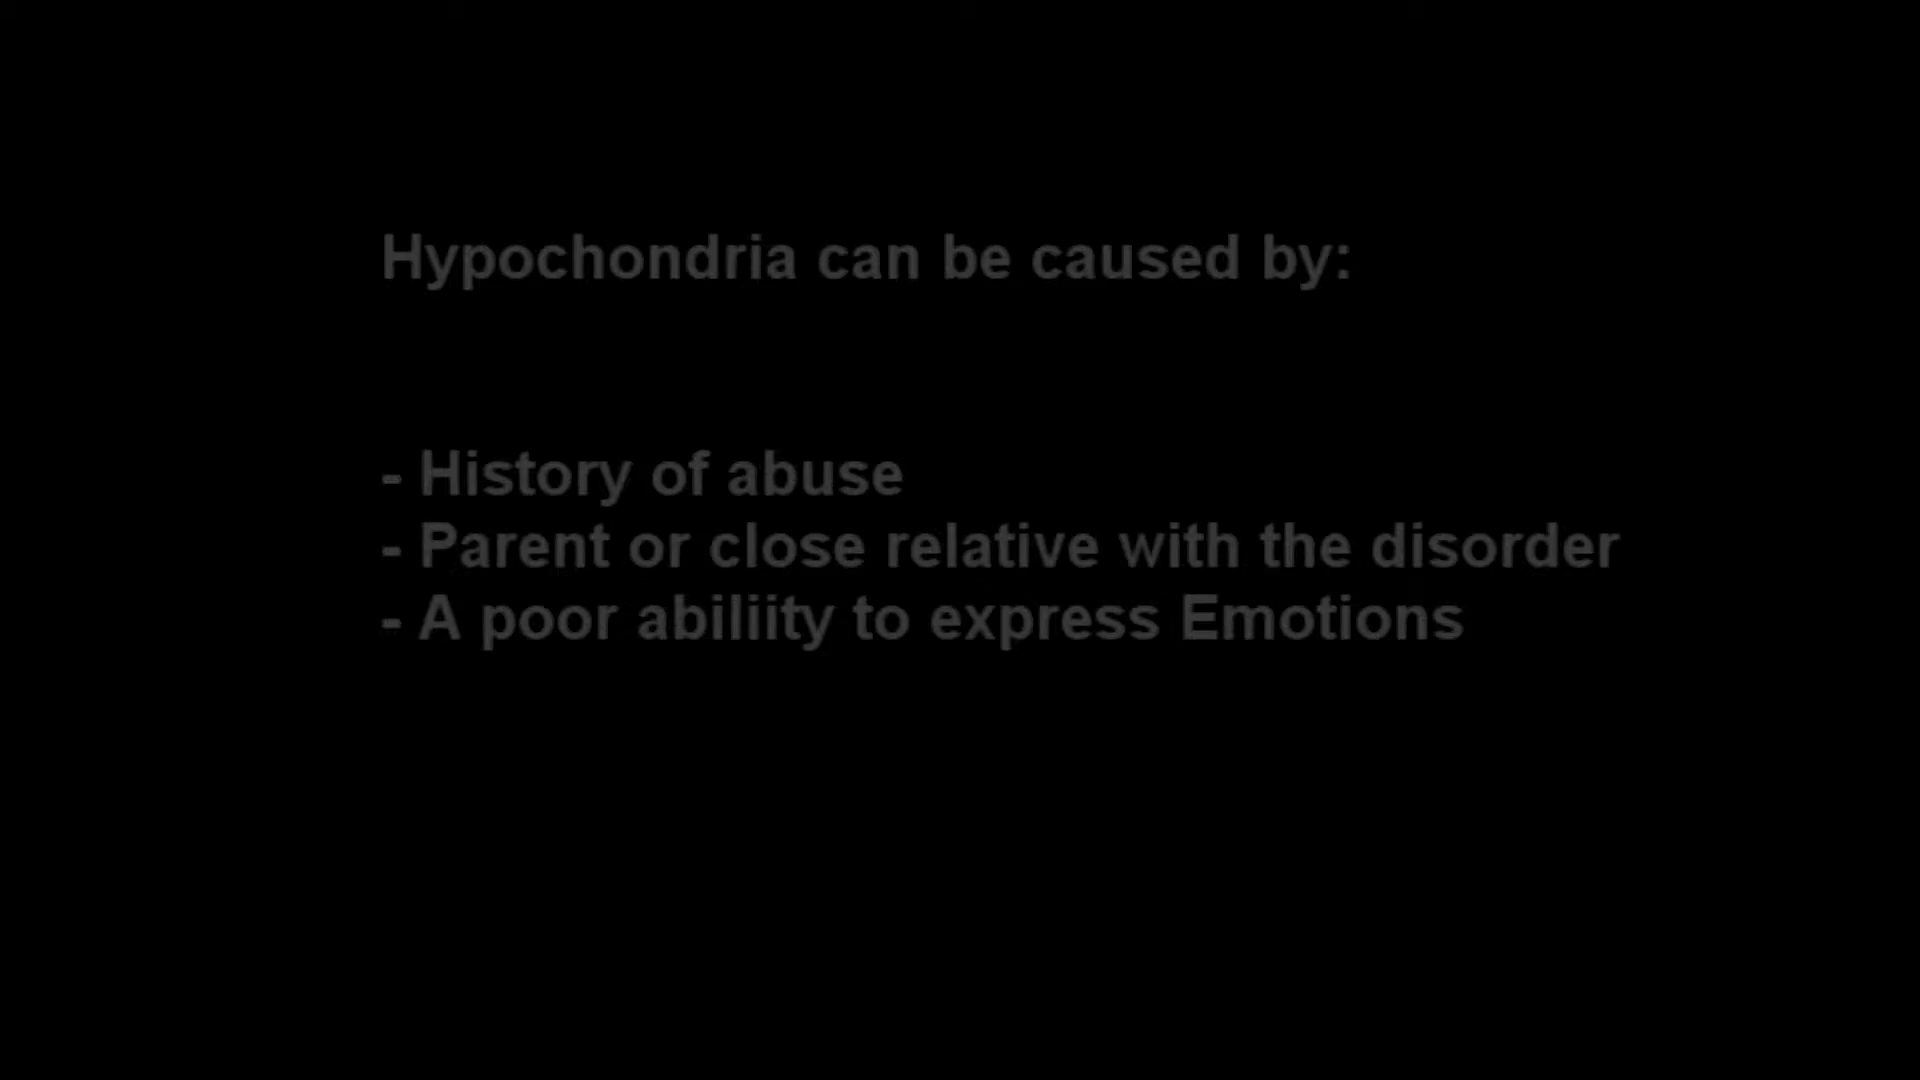 Hypochondria can be caused by:
- History of abuse
- Parent or close relative with the disorder
- A poor abiliity to express Emotions